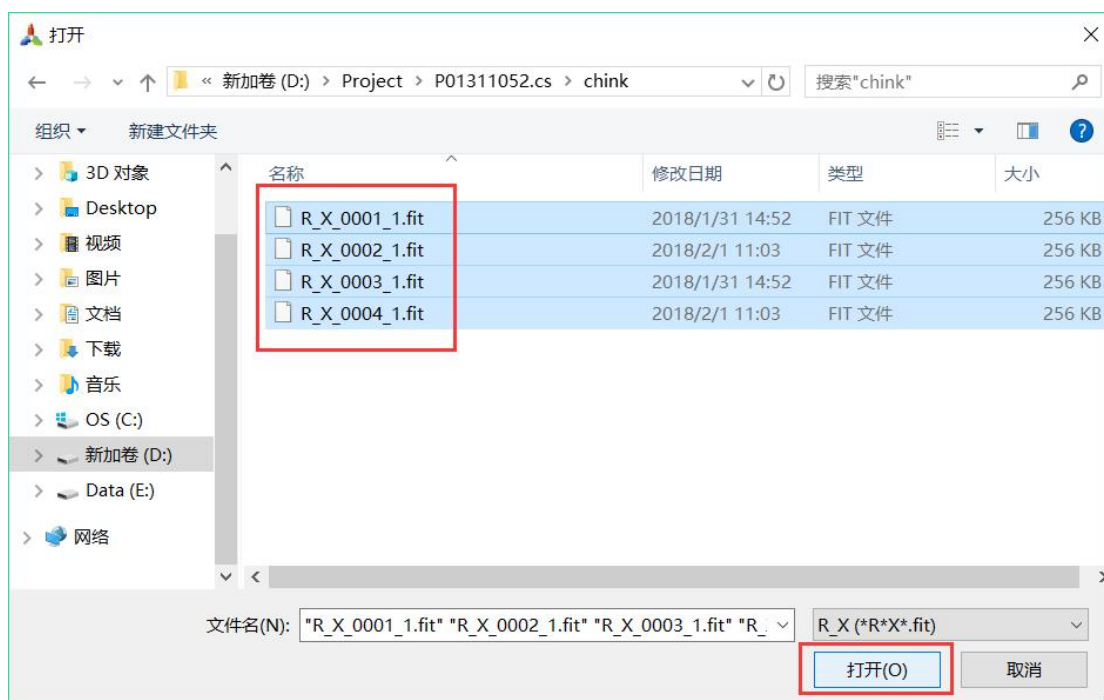 打开
« 新加卷 (D:) > Project > P01311052.cs > chink
搜索"chink"
组织
新建文件夹
名称 修改日期 类型 大小
3D 对象
Desktop
视频
图片
文档
下载
音乐
OS (C:)
新加卷 (D:)
Data (E:)
网络
R_X_0001_1.fit 2018/1/31 14:52 FIT 文件 256 KB
R_X_0002_1.fit 2018/2/1 11:03 FIT 文件 256 KB
R_X_0003_1.fit 2018/1/31 14:52 FIT 文件 256 KB
R_X_0004_1.fit 2018/2/1 11:03 FIT 文件 256 KB
文件名(N): "R_X_0001_1.fit" "R_X_0002_1.fit" "R_X_0003_1.fit" "R_ R_X (*R*X*.fit)
打开(O) 取消